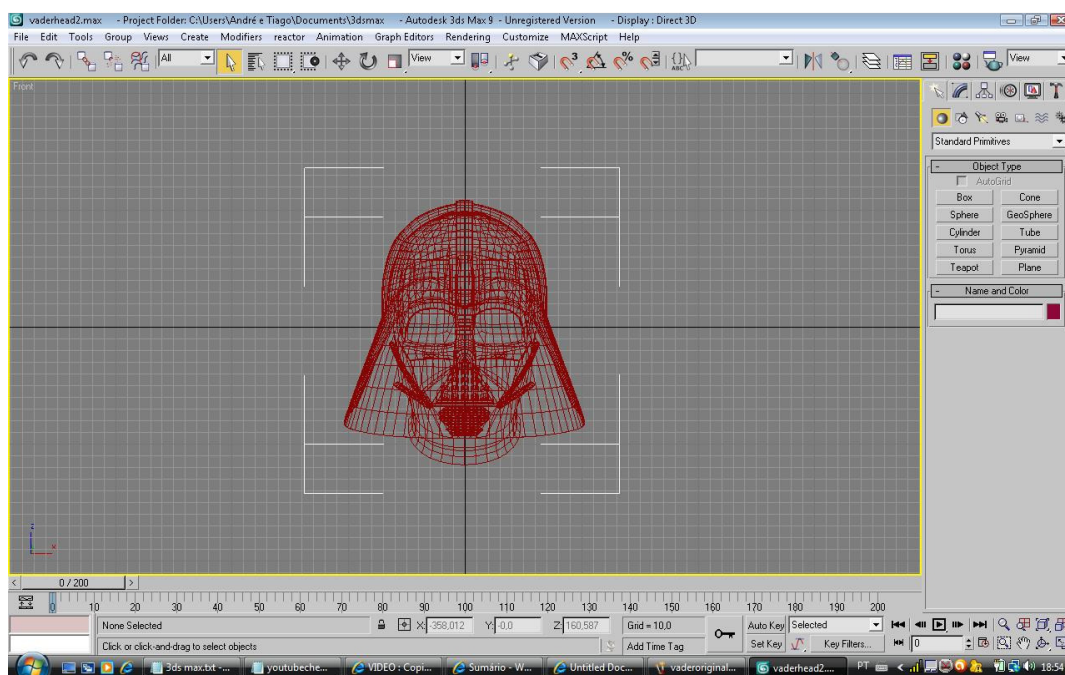 vaderhead2.max - Project Folder: C:\Users\André e Tiago\Documents\3dsmax - Autodesk 3ds Max 9 - Unregistered Version - Display : Direct 3D
File Edit Tools Group Views Create Modifiers reactor Animation Graph Editors Rendering Customize MAXScript Help
All View View
Front
Standard Primitives
- Object Type
AutoGrid
Box Cone
Sphere GeoSphere
Cylinder Tube
Torus Pyramid
Teapot Plane
- Name and Color
z
x
< 0 / 200 >
0 10 20 30 40 50 60 70 80 90 100 110 120 130 140 150 160 170 180 190 200
None Selected X: -358,012 Y: -0,0 Z: 160,587 Grid = 10,0 Auto Key Selected
Click or click-and-drag to select objects Add Time Tag Set Key Key Filters... 0
3ds max.txt -... youtubeche... VIDEO : Copi... Sumário - W... Untitled Doc... vaderoriginal... vaderhead2.... PT < 18:54